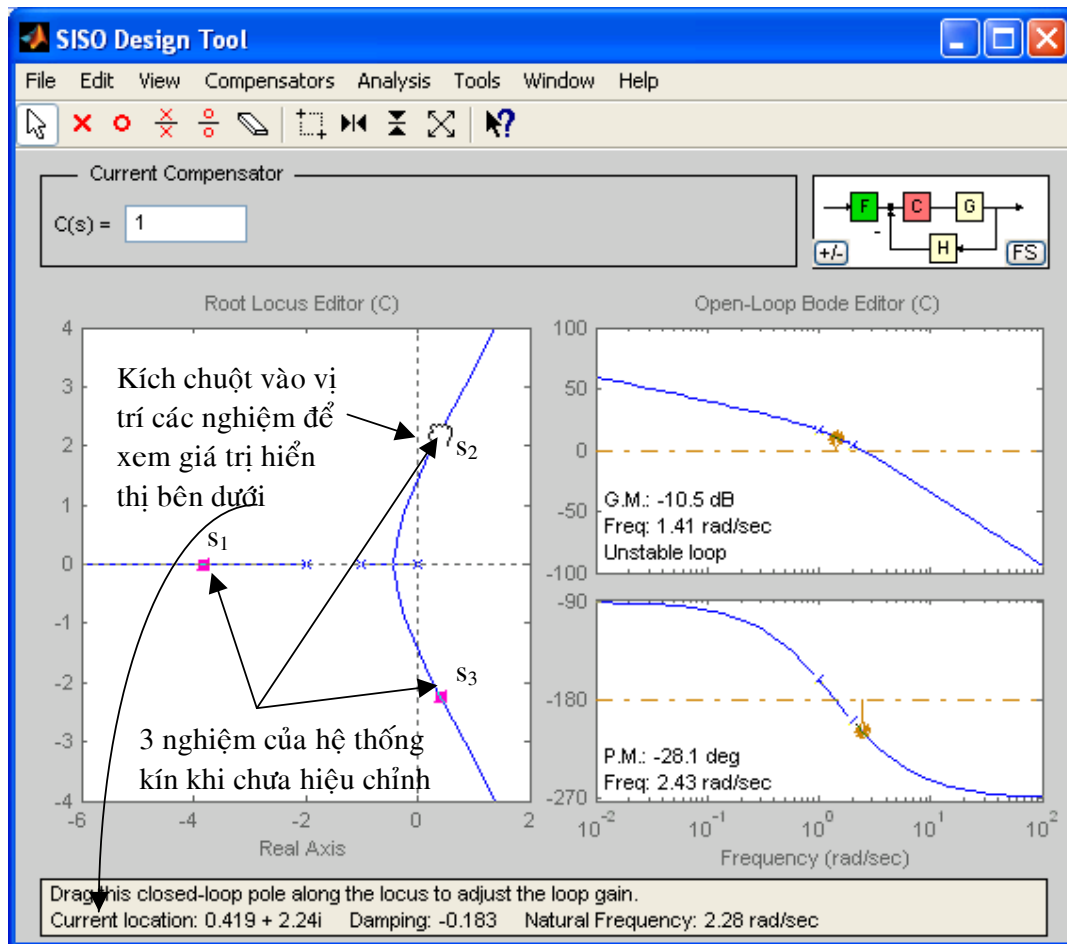 SISO Design Tool
File Edit View Compensators Analysis Tools Window Help
Current Compensator
C(s) = 1
F C G
-
+/- H FS
Root Locus Editor (C)
4
3
2
1
0
-1
-2
-3
-4
-6 -4 -2 0 2
Real Axis
Kích chuột vào vị
trí các nghiệm để
xem giá trị hiển
thị bên dưới
s2
s1
s3
3 nghiệm của hệ thống
kín khi chưa hiệu chỉnh
Open-Loop Bode Editor (C)
100
50
0
-50
-100
G.M.: -10.5 dB
Freq: 1.41 rad/sec
Unstable loop
-90
-180
-270
P.M.: -28.1 deg
Freq: 2.43 rad/sec
10^-2 10^-1 10^0 10^1 10^2
Frequency (rad/sec)
Drag this closed-loop pole along the locus to adjust the loop gain.
Current location: 0.419 + 2.24i Damping: -0.183 Natural Frequency: 2.28 rad/sec